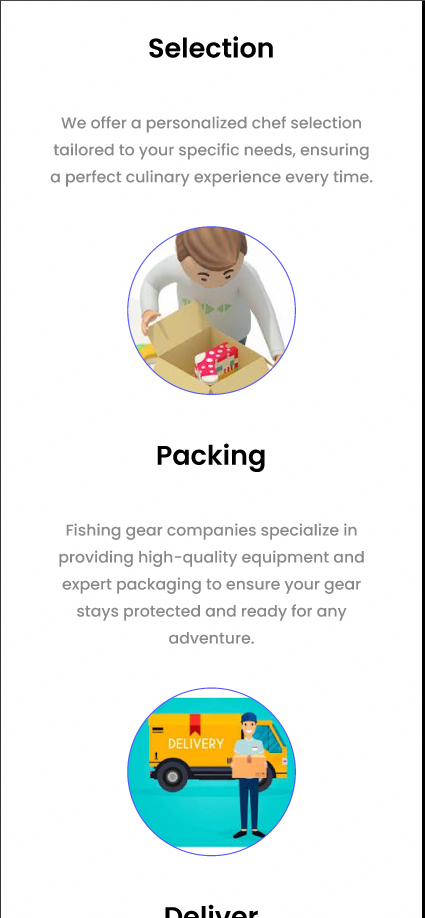 Selection
We offer a personalized chef selection
tailored to your specific needs, ensuring
a perfect culinary experience every time.
Packing
Fishing gear companies specialize in
providing high-quality equipment and
expert packaging to ensure your gear
stays protected and ready for any
adventure.
DELIVERY
Deliver